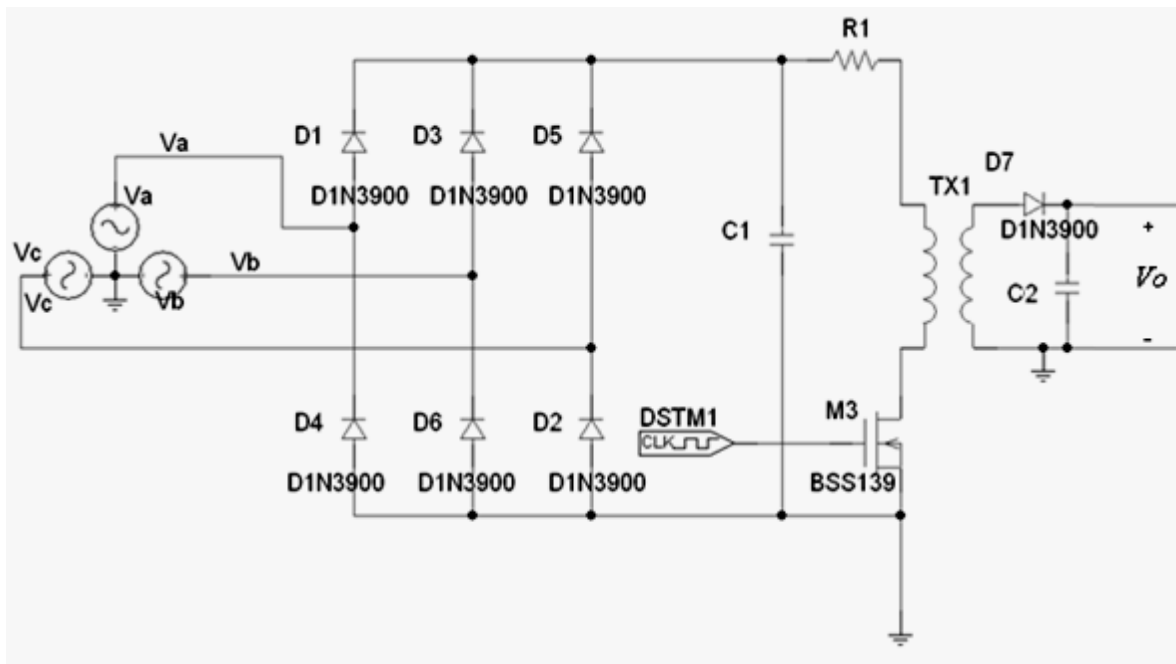 R1
D1
D3
D5
D7
Va
TX1
Va
D1N3900
D1N3900
D1N3900
D1N3900
C1
+
Vc
Vb
Vo
Vc
Vb
C2
-
M3
D4
D6
D2
DSTM1
CLK
D1N3900
D1N3900
D1N3900
BSS139